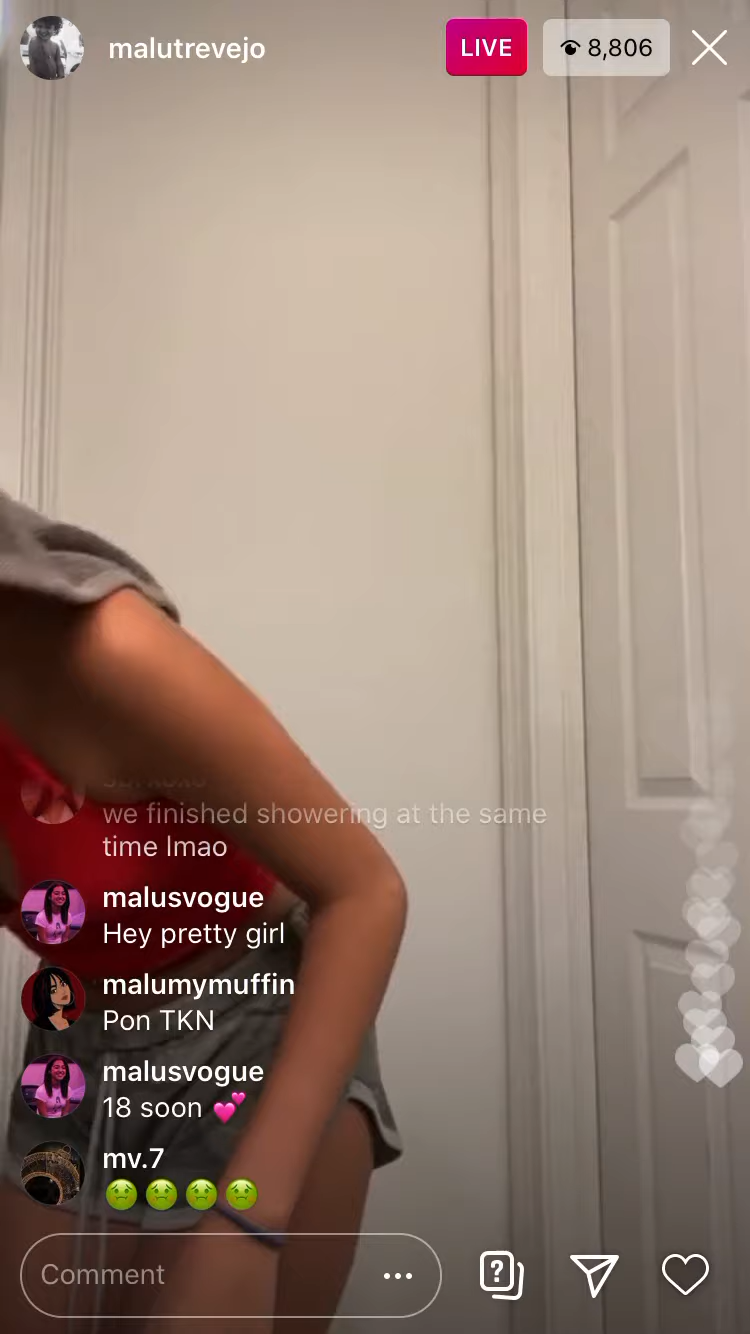 malutrevejo
LIVE
8,806
we finished showering at the same
time lmao
malusvogue
Hey pretty girl
malumymuffin
Pon TKN
malusvogue
18 soon 💕
mv.7
🤢🤢🤢🤢
Comment